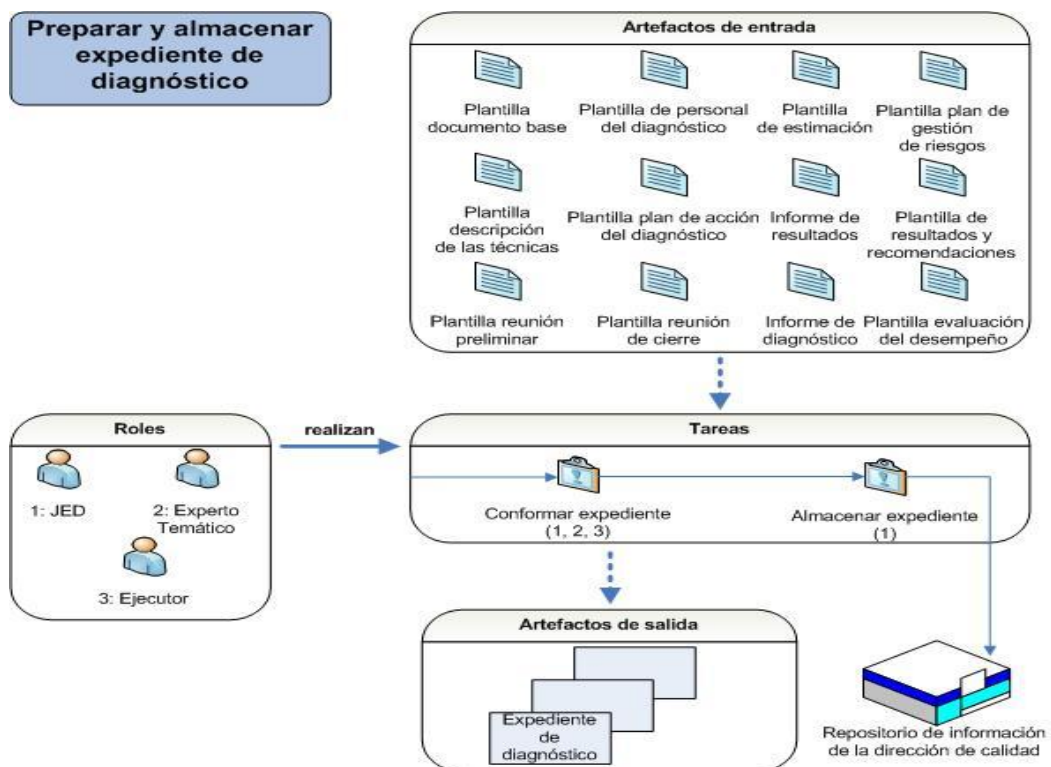 Preparar y almacenar
expediente de
diagnóstico
Artefactos de entrada
Plantilla
documento base
Plantilla de personal
del diagnóstico
Plantilla
de estimación
Plantilla plan de
gestión
de riesgos
Plantilla
descripción
de las técnicas
Plantilla plan de acción
del diagnóstico
Informe de
resultados
Plantilla de
resultados y
recomendaciones
Plantilla reunión
preliminar
Plantilla reunión
de cierre
Informe de
diagnóstico
Plantilla evaluación
del desempeño
Roles
1: JED
2: Experto
Temático
3: Ejecutor
realizan
Tareas
Conformar expediente
(1, 2, 3)
Almacenar expediente
(1)
Artefactos de salida
Expediente
de
diagnóstico
Repositorio de información
de la dirección de calidad